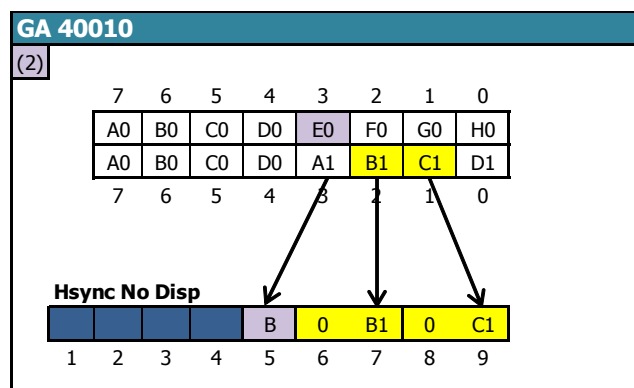 GA 40010
(2)
7 6 5 4 3 2 1 0
A0 B0 C0 D0 E0 F0 G0 H0
A0 B0 C0 D0 A1 B1 C1 D1
7 6 5 4 3 2 1 0
Hsync No Disp
B 0 B1 0 C1
1 2 3 4 5 6 7 8 9